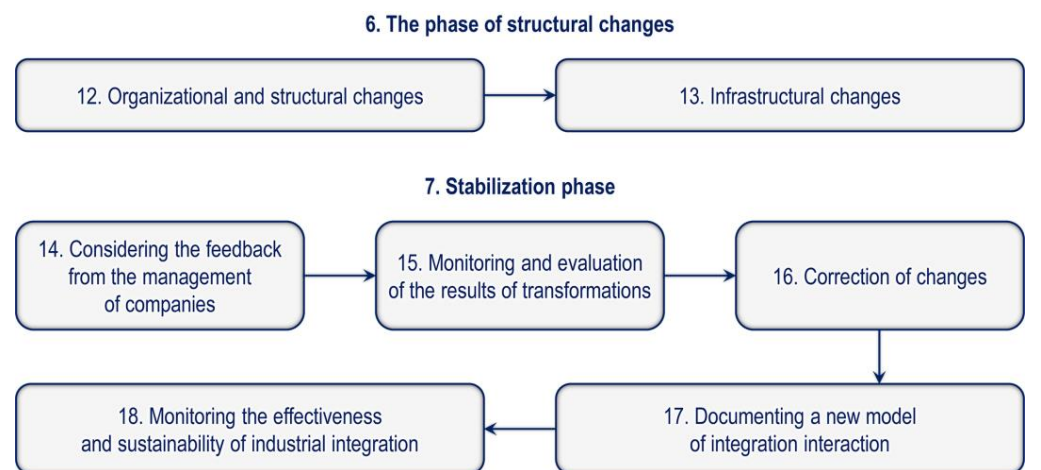 6. The phase of structural changes
12. Organizational and structural changes
13. Infrastructural changes
7. Stabilization phase
14. Considering the feedback
from the management
of companies
15. Monitoring and evaluation
of the results of transformations
16. Correction of changes
18. Monitoring the effectiveness
and sustainability of industrial integration
17. Documenting a new model
of integration interaction